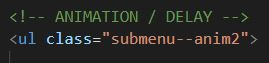 <!-- ANIMATION / DELAY -->
<ul class="submenu--anim2">